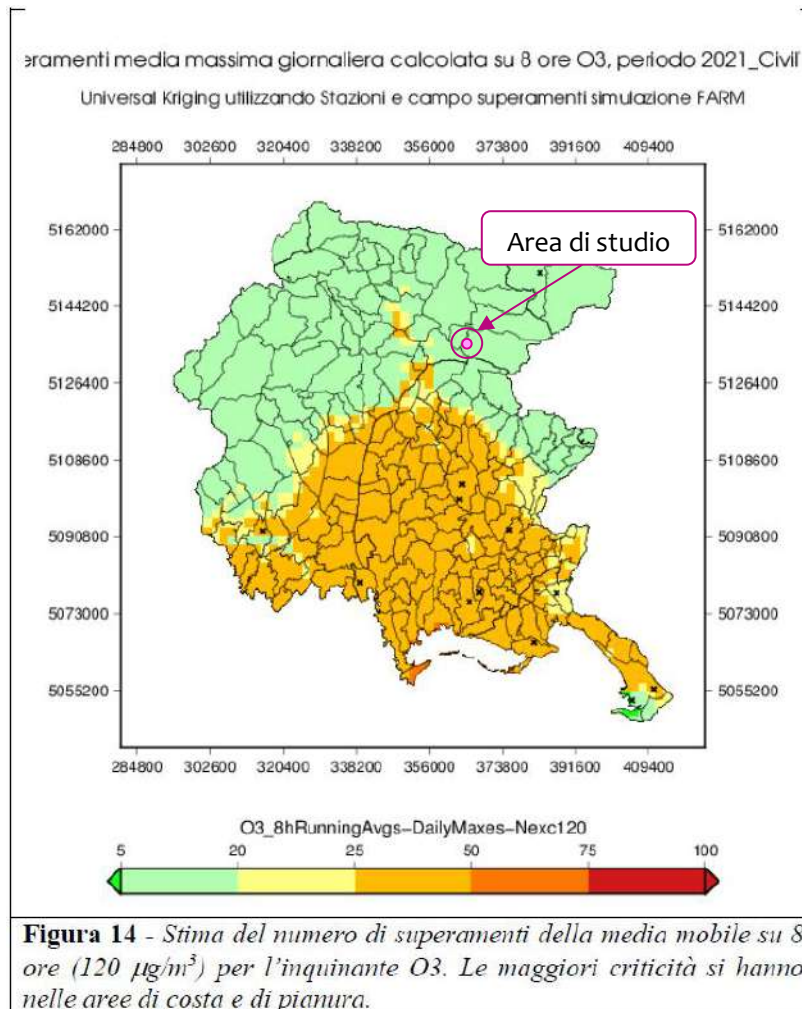 eramenti media massima giornaliera calcolata su 8 ore O3, periodo 2021_Civil
Universal Kriging utilizzando Stazioni e campo superamenti simulazione FARM
284800 302600 320400 338200 356000 373800 391600 409400
5162000 5162000
Area di studio
5144200 5144200
5126400 5126400
5108600 5108600
5090800 5090800
5073000 5073000
5055200 5055200
284800 302600 320400 338200 356000 373800 391600 409400
O3_8hRunningAvgs-DailyMaxes-Nexc120
5 20 25 50 75 100
Figura 14 - Stima del numero di superamenti della media mobile su 8
ore (120 μg/m³) per l'inquinante O3. Le maggiori criticità si hanno
nelle aree di costa e di pianura.